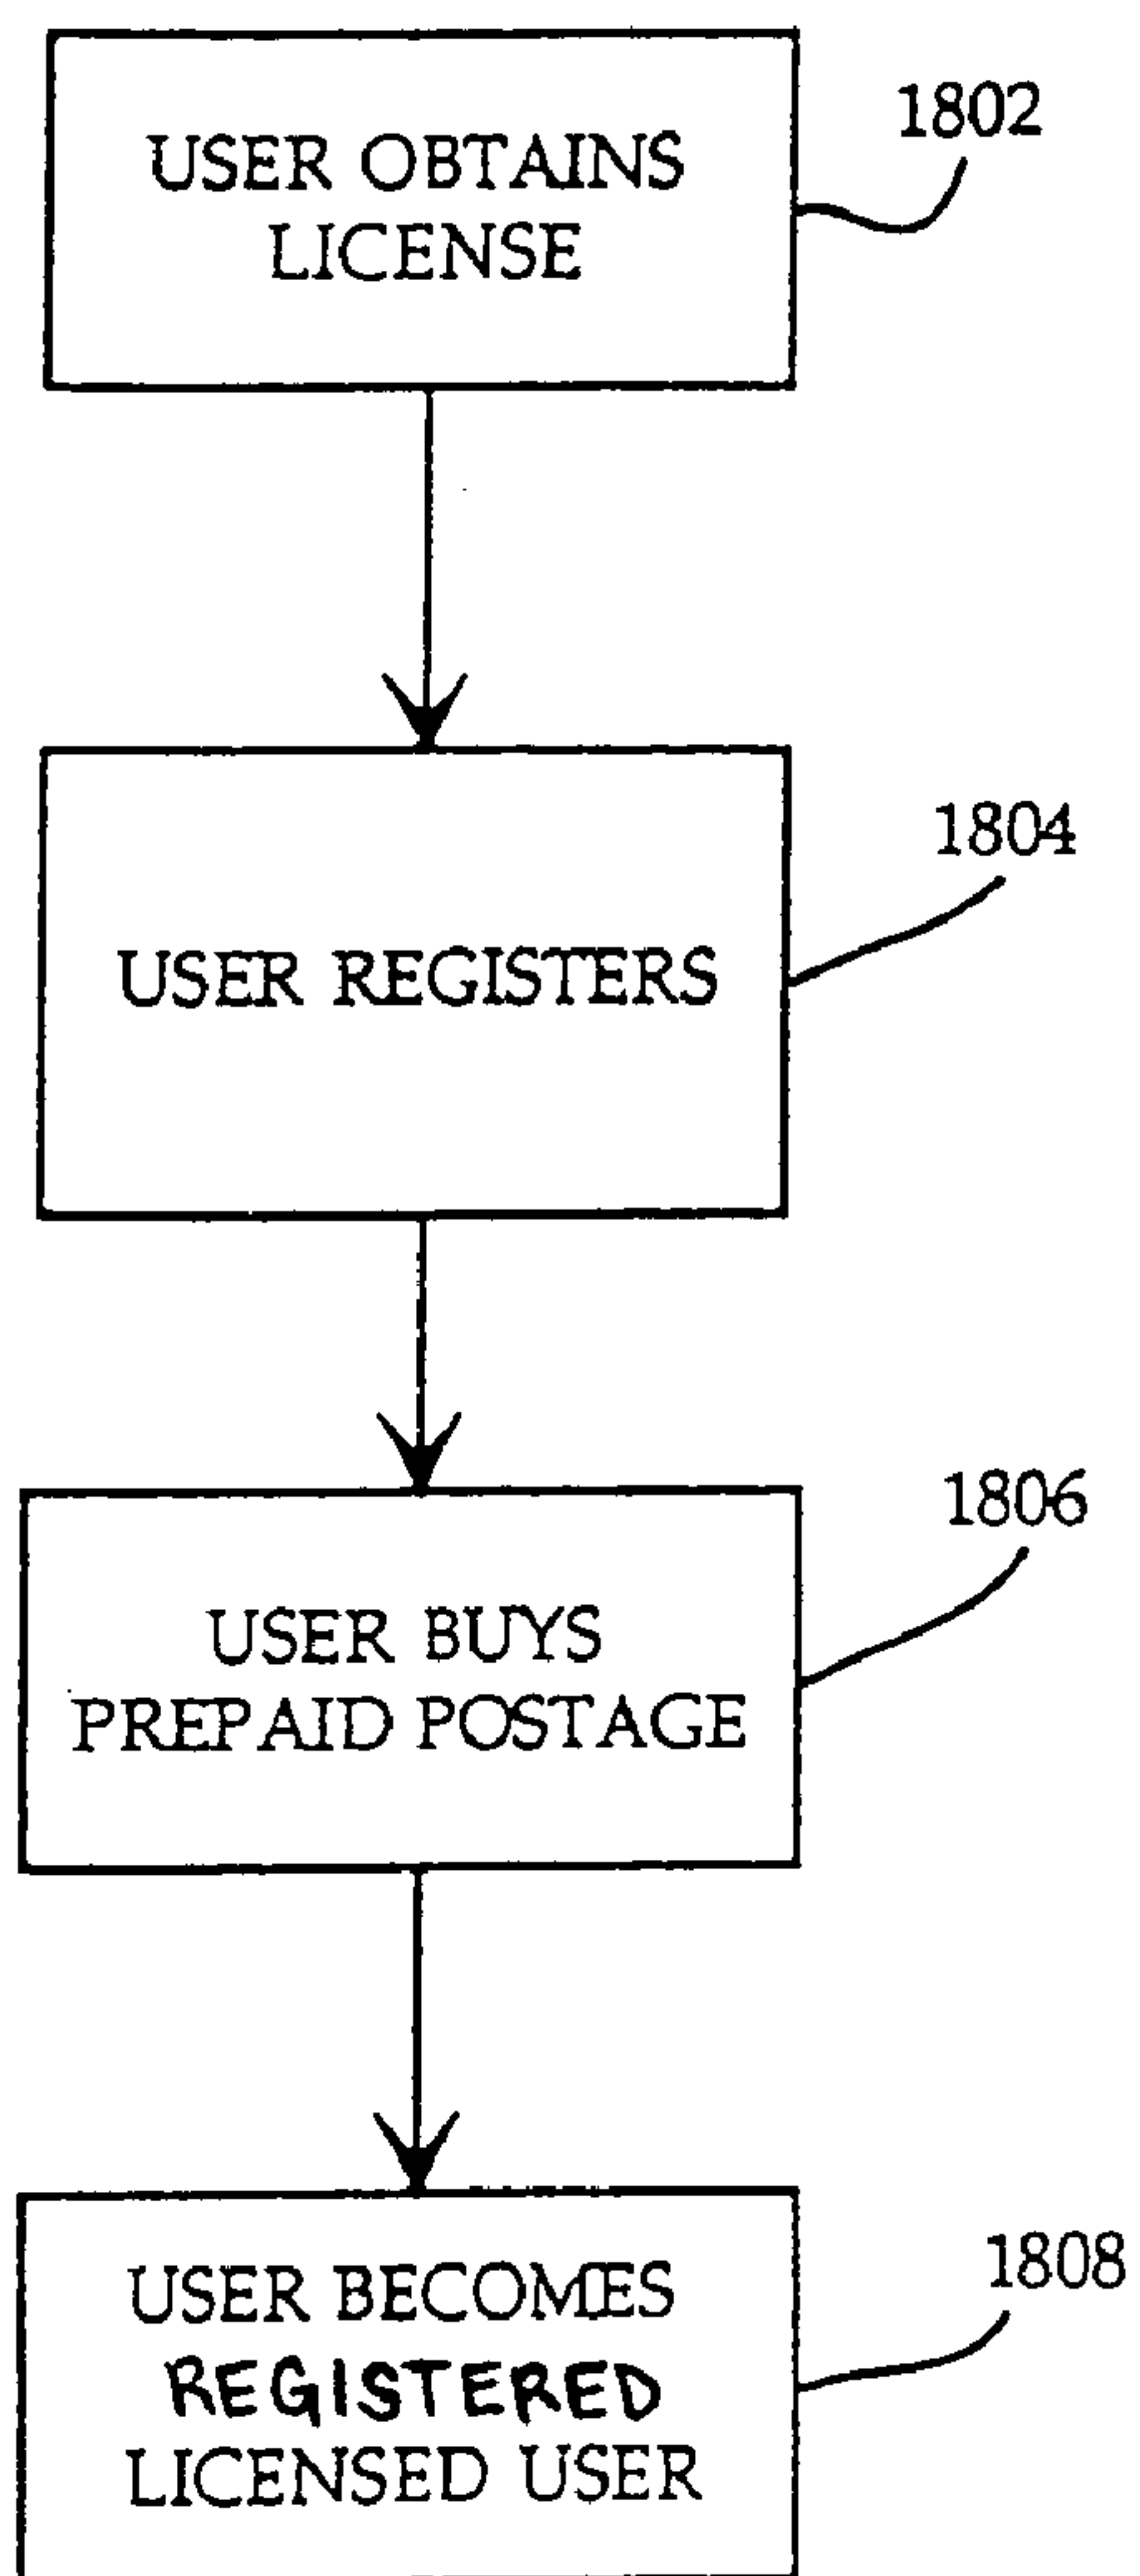 USER OBTAINS
LICENSE
1802
USER REGISTERS
1804
USER BUYS
PREPAID POSTAGE
1806
USER BECOMES
REGISTERED
LICENSED USER
1808